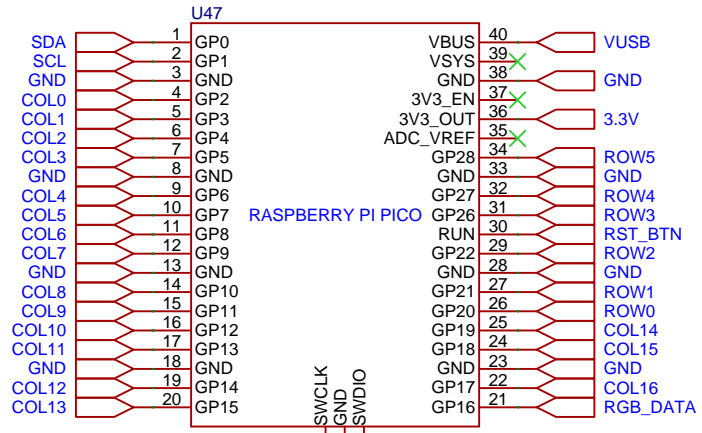 U47
SDA 1 GP0 VBUS 40 VUSB
SCL 2 GP1 VSYS 39
GND 3 GND GND 38 GND
COL0 4 GP2 3V3_EN 37
COL1 5 GP3 3V3_OUT 36 3.3V
COL2 6 GP4 ADC_VREF 35
COL3 7 GP5 GP28 34 ROW5
GND 8 GND GND 33 GND
COL4 9 GP6 GP27 32 ROW4
COL5 10 GP7 RASPBERRY PI PICO GP26 31 ROW3
COL6 11 GP8 RUN 30 RST_BTN
COL7 12 GP9 GP22 29 ROW2
GND 13 GND GND 28 GND
COL8 14 GP10 GP21 27 ROW1
COL9 15 GP11 GP20 26 ROW0
COL10 16 GP12 GP19 25 COL14
COL11 17 GP13 GP18 24 COL15
GND 18 GND GND 23 GND
COL12 19 GP14 GP17 22 COL16
COL13 20 GP15 GP16 21 RGB_DATA
SWCLK
GND
SWDIO